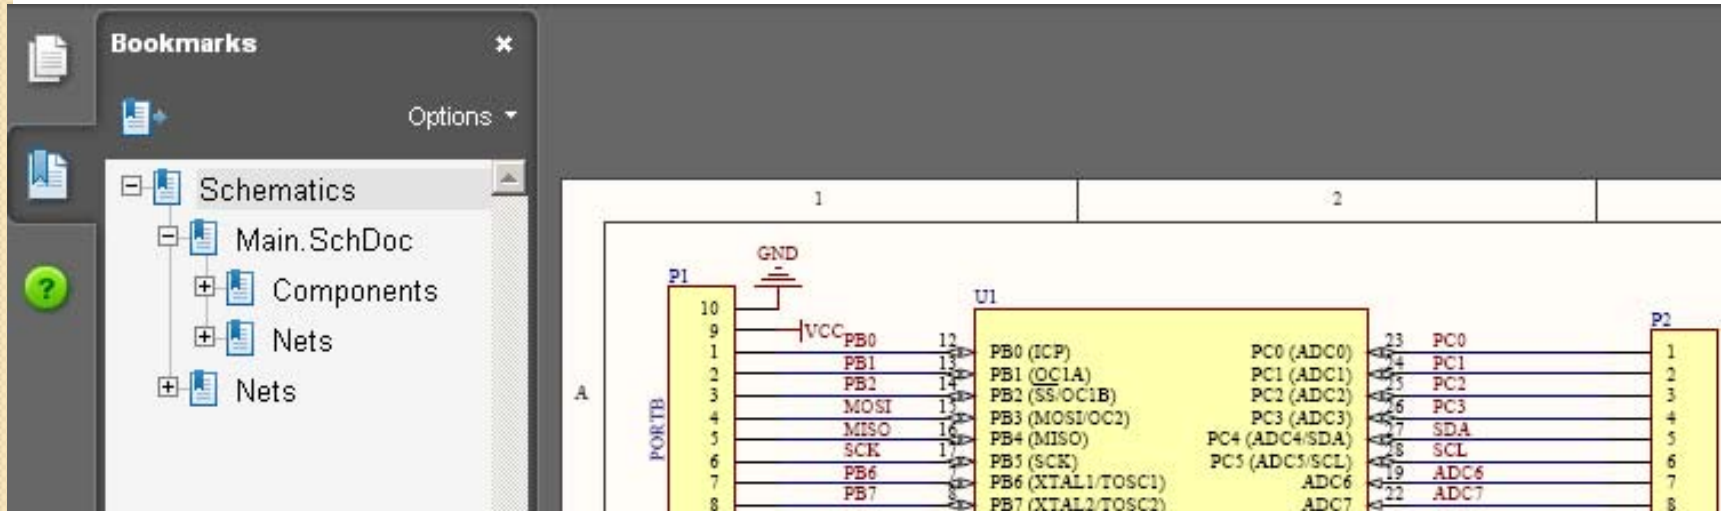 Bookmarks
Options
Schematics
Main.SchDoc
Components
Nets
Nets
1 2
A
GND
P1
PORTB
10
9 VCC
1 PB0 12
2 PB1 13
3 PB2 14
4 MOSI 15
5 MISO 16
6 SCK 17
7 PB6 7
8 PB7 8
U1
PB0 (ICP) PC0 (ADC0)
PB1 (OC1A) PC1 (ADC1)
PB2 (SS/OC1B) PC2 (ADC2)
PB3 (MOSI/OC2) PC3 (ADC3)
PB4 (MISO) PC4 (ADC4/SDA)
PB5 (SCK) PC5 (ADC5/SCL)
PB6 (XTAL1/TOSC1) ADC6
PB7 (XTAL2/TOSC2) ADC7
P2
23 PC0 1
24 PC1 2
25 PC2 3
26 PC3 4
27 SDA 5
28 SCL 6
19 ADC6 7
22 ADC7 8